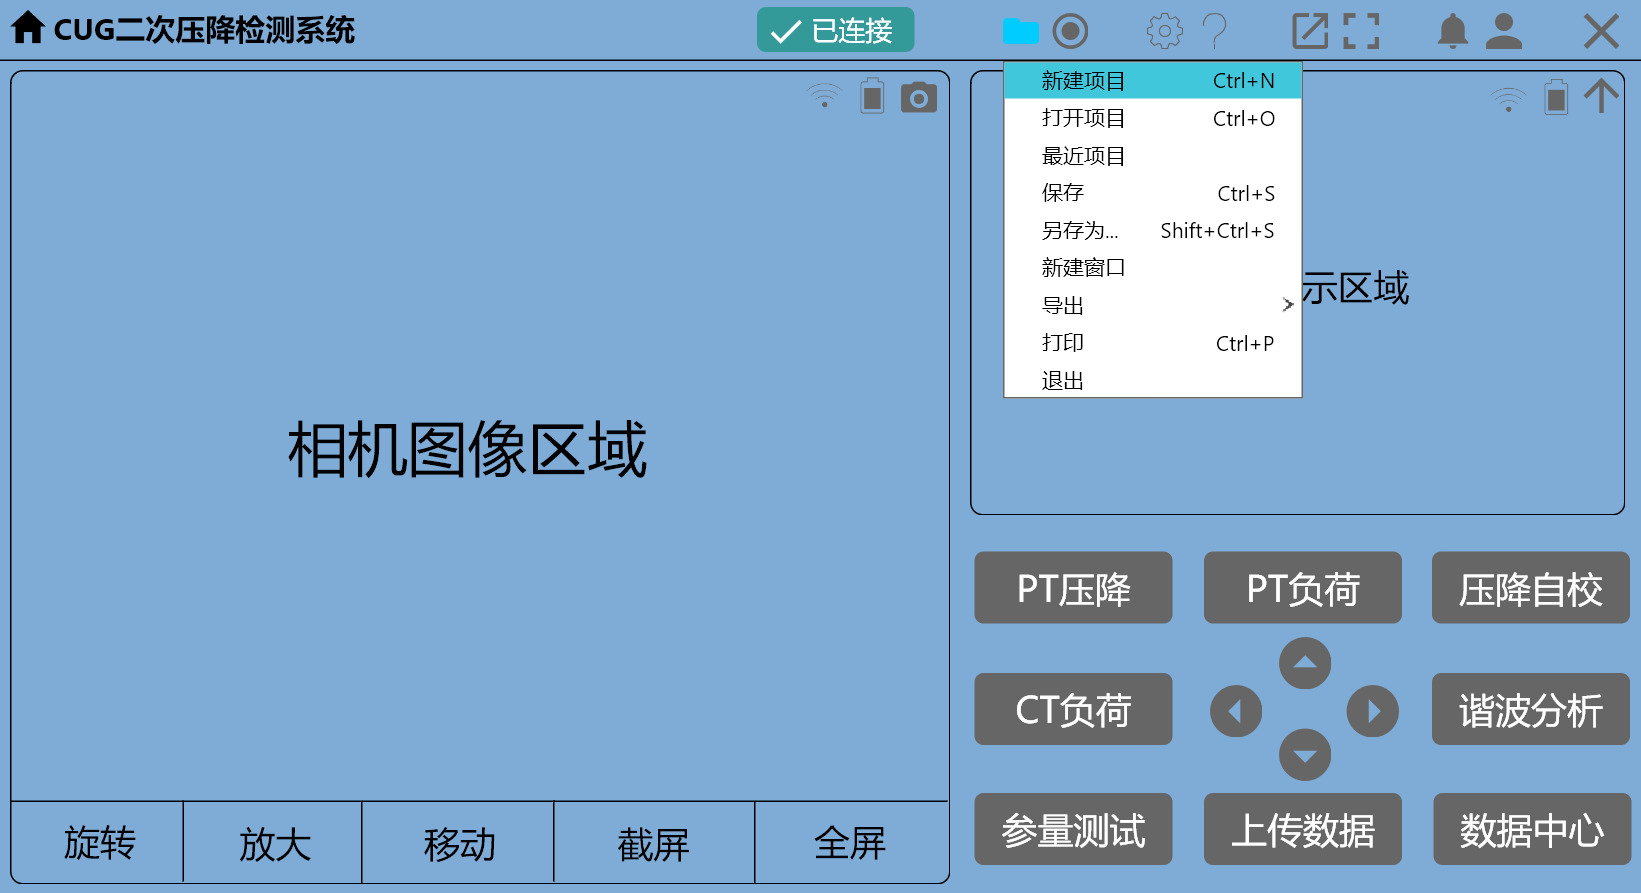 CUG二次压降检测系统
已连接
新建项目 Ctrl+N
打开项目 Ctrl+O
最近项目
保存 Ctrl+S
另存为... Shift+Ctrl+S
新建窗口
导出
打印 Ctrl+P
退出
示区域
相机图像区域
旋转
放大
移动
截屏
全屏
PT压降
PT负荷
压降自校
CT负荷
谐波分析
参量测试
上传数据
数据中心